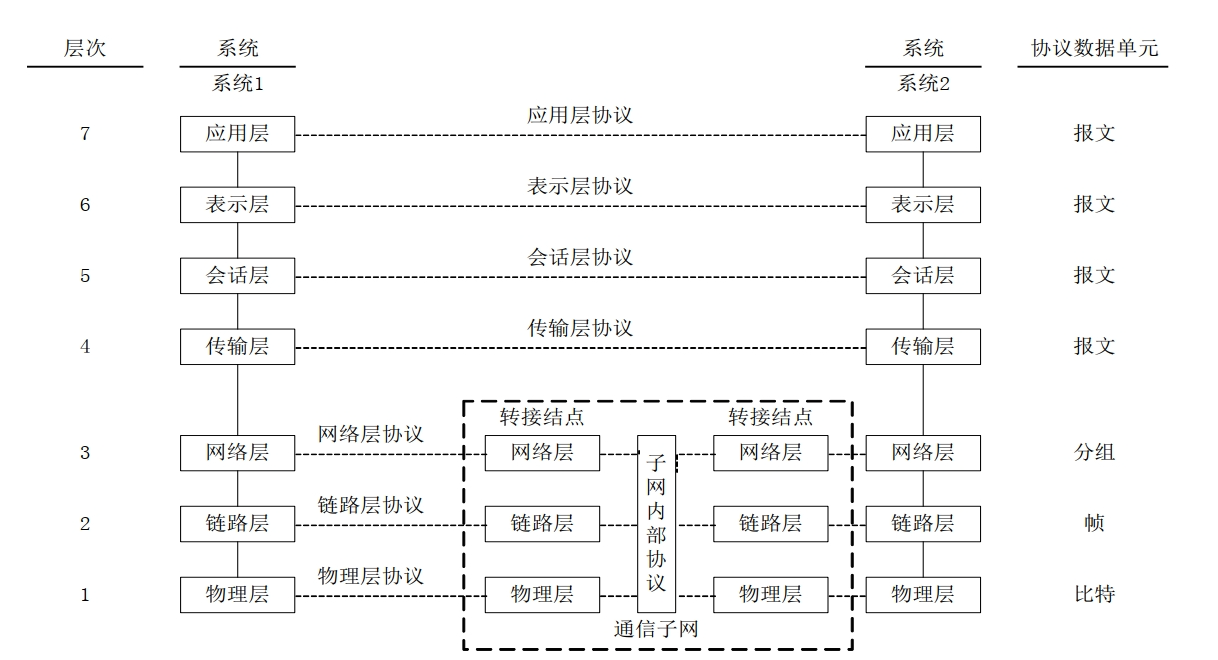 层次 系统 系统 协议数据单元
系统1 系统2
应用层协议
7 应用层 应用层 报文
表示层协议
6 表示层 表示层 报文
会话层协议
5 会话层 会话层 报文
传输层协议
4 传输层 传输层 报文
转接结点 转接结点
网络层协议
3 网络层 网络层 网络层 网络层 分组
链路层协议
2 链路层 链路层 链路层 链路层 帧
物理层协议
1 物理层 物理层 物理层 物理层 比特
子网内部协议
通信子网